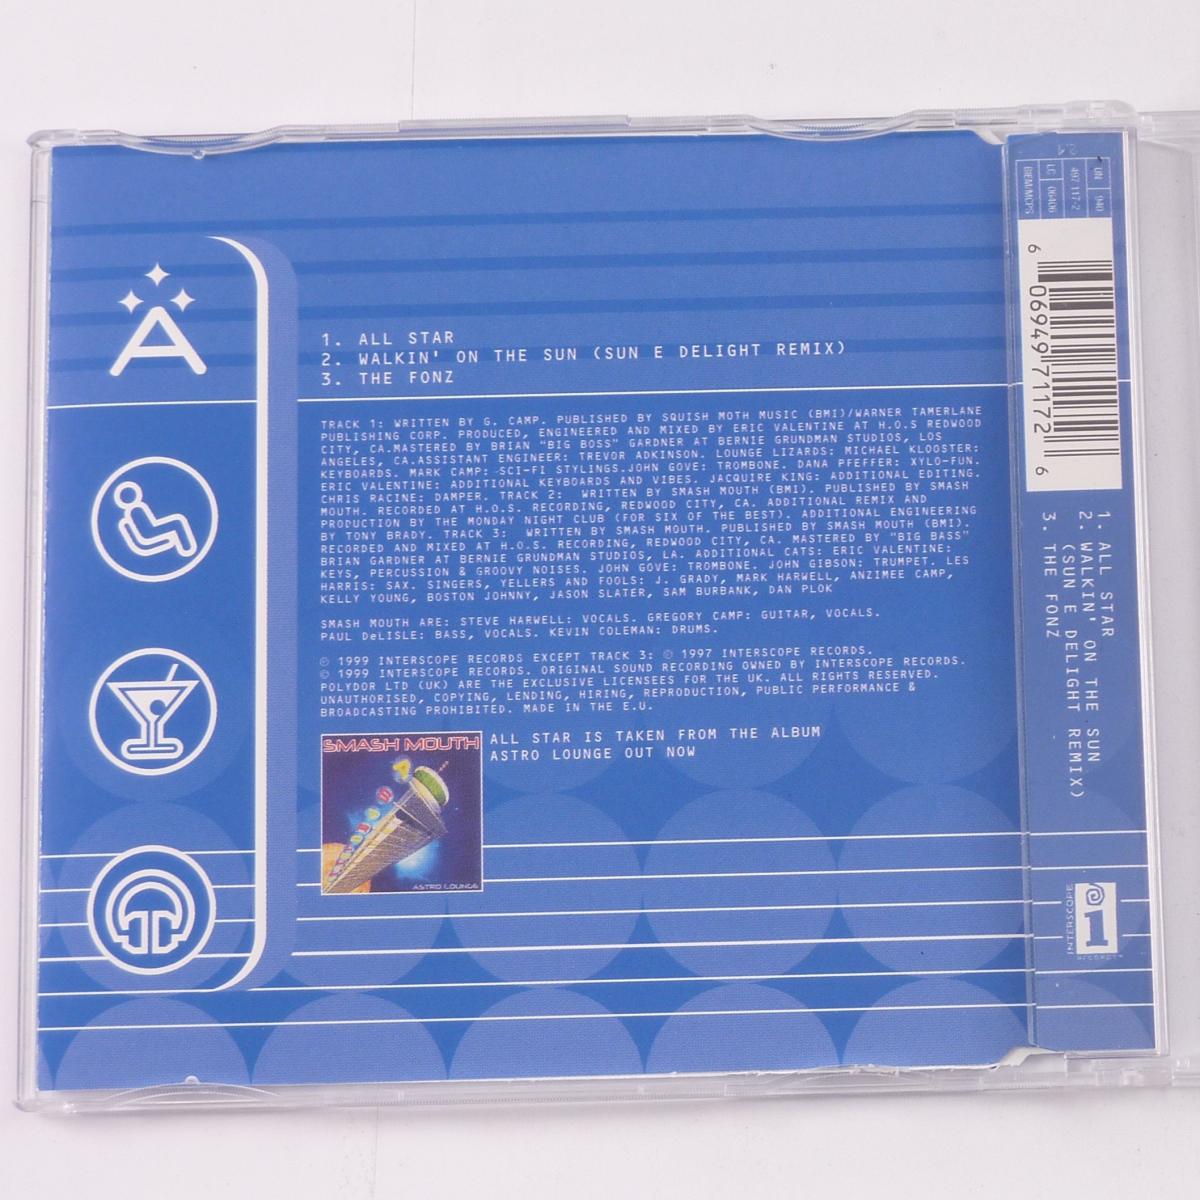 1. ALL STAR
2. WALKIN' ON THE SUN (SUN E DELIGHT REMIX)
3. THE FONZ
TRACK 1: WRITTEN BY G. CAMP. PUBLISHED BY SQUISH MOTH MUSIC (BMI)/WARNER TAMERLANE
PUBLISHING CORP. PRODUCED, ENGINEERED AND MIXED BY ERIC VALENTINE AT H.O.S REDWOOD
CITY, CA.MASTERED BY BRIAN "BIG BOSS" GARDNER AT BERNIE GRUNDMAN STUDIOS, LOS
ANGELES, CA.ASSISTANT ENGINEER: TREVOR ADKINSON. LOUNGE LIZARDS: MICHAEL KLOOSTER:
KEYBOARDS. MARK CAMP: SCI-FI STYLINGS.JOHN GOVE: TROMBONE. DANA PFEFFER: XYLO-FUN.
ERIC VALENTINE: ADDITIONAL KEYBOARDS AND VIBES. JACQUIRE KING: ADDITIONAL EDITING.
CHRIS RACINE: DAMPER. TRACK 2: WRITTEN BY SMASH MOUTH (BMI). PUBLISHED BY SMASH
MOUTH. RECORDED AT H.O.S. RECORDING, REDWOOD CITY, CA. ADDITIONAL REMIX AND
PRODUCTION BY THE MONDAY NIGHT CLUB (FOR SIX OF THE BEST). ADDITIONAL ENGINEERING
BY TONY BRADY. TRACK 3: WRITTEN BY SMASH MOUTH. PUBLISHED BY SMASH MOUTH (BMI).
RECORDED AND MIXED AT H.O.S. RECORDING, REDWOOD CITY, CA. MASTERED BY "BIG BASS"
BRIAN GARDNER AT BERNIE GRUNDMAN STUDIOS, LA. ADDITIONAL CATS: ERIC VALENTINE:
KEYS, PERCUSSION & GROOVY NOISES. JOHN GOVE: TROMBONE. JOHN GIBSON: TRUMPET. LES
HARRIS: SAX. SINGERS, YELLERS AND FOOLS: J. GRADY, MARK HARWELL, ANZIMEE CAMP,
KELLY YOUNG, BOSTON JOHNNY, JASON SLATER, SAM BURBANK, DAN PLOK
SMASH MOUTH ARE: STEVE HARWELL: VOCALS. GREGORY CAMP: GUITAR, VOCALS.
PAUL DeLISLE: BASS, VOCALS. KEVIN COLEMAN: DRUMS.
℗ 1999 INTERSCOPE RECORDS EXCEPT TRACK 3: ℗ 1997 INTERSCOPE RECORDS.
© 1999 INTERSCOPE RECORDS. ORIGINAL SOUND RECORDING OWNED BY INTERSCOPE RECORDS.
POLYDOR LTD (UK) ARE THE EXCLUSIVE LICENSEES FOR THE UK. ALL RIGHTS RESERVED.
UNAUTHORISED, COPYING, LENDING, HIRING, REPRODUCTION, PUBLIC PERFORMANCE &
BROADCASTING PROHIBITED. MADE IN THE E.U.
SMASH MOUTH
ASTRO LOUNGE
ALL STAR IS TAKEN FROM THE ALBUM
ASTRO LOUNGE OUT NOW
UN 940
497 117-2
LC 06406
BIEM/MCPS
6 06949 71172 6
1. ALL STAR
2. WALKIN' ON THE SUN
(SUN E DELIGHT REMIX)
3. THE FONZ
INTERSCOPE
RECORDS